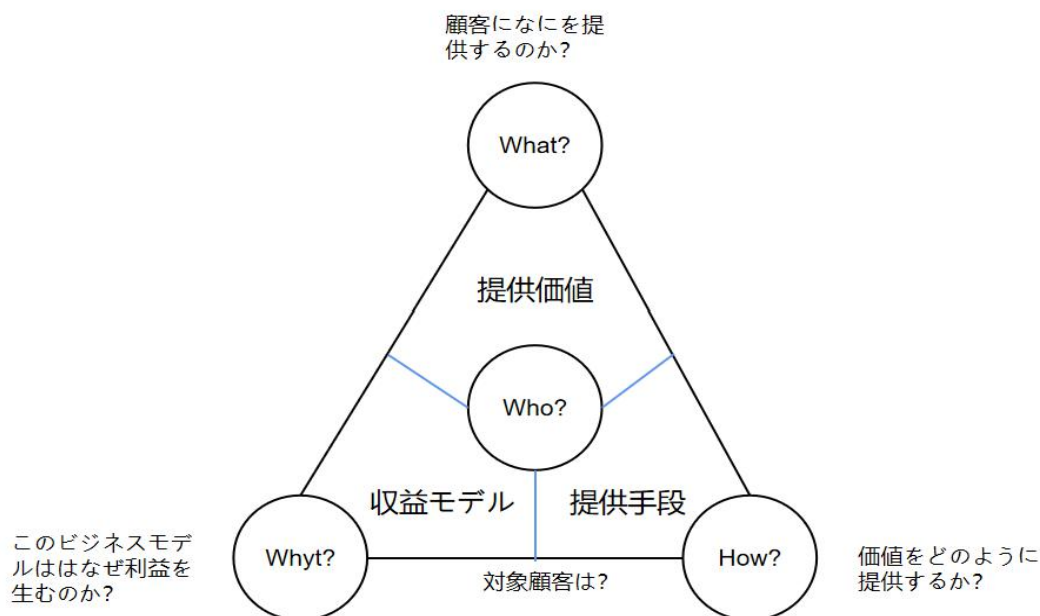 顧客になにを提
供するのか?
What?
提供価値
Who?
収益モデル
提供手段
このビジネスモデ
ルははなぜ利益を
生むのか?
Whyt?
対象顧客は?
How?
価値をどのように
提供するか?